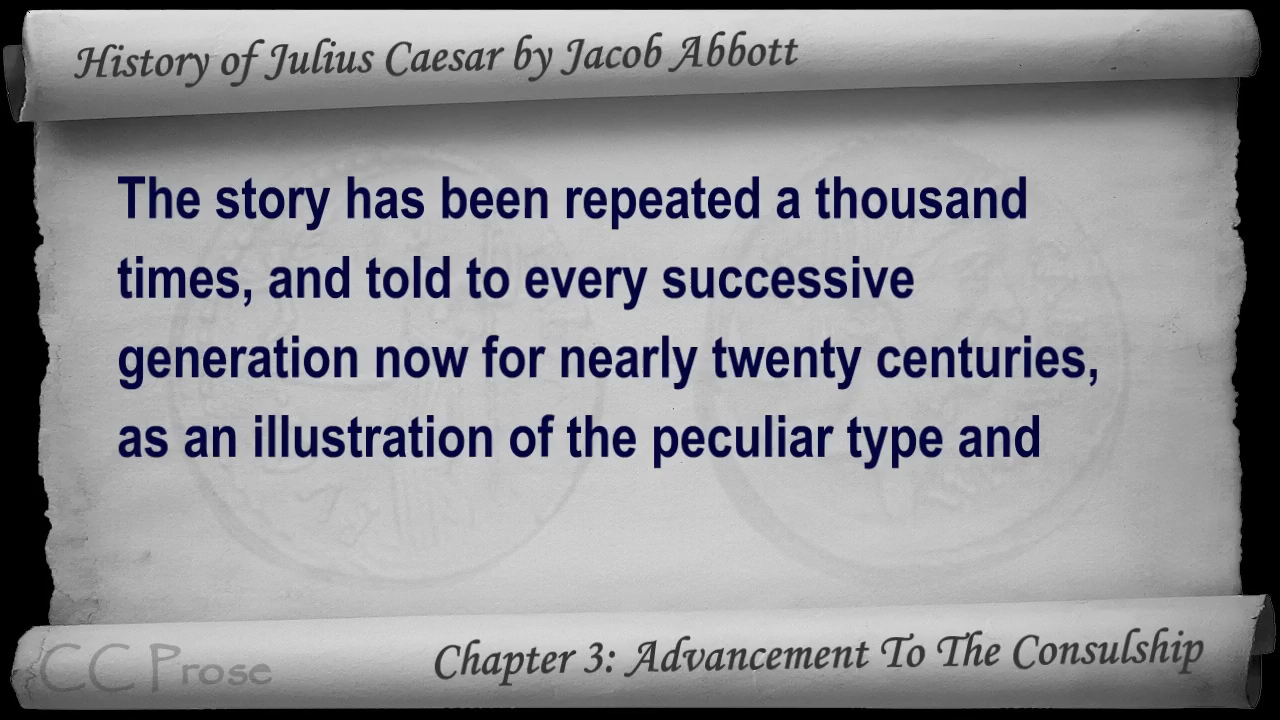 History of Julius Caesar by Jacob Abbott
The story has been repeated a thousand
times, and told to every successive
generation now for nearly twenty centuries,
as an illustration of the peculiar type and
CC Prose
Chapter 3: Advancement To The Consulship